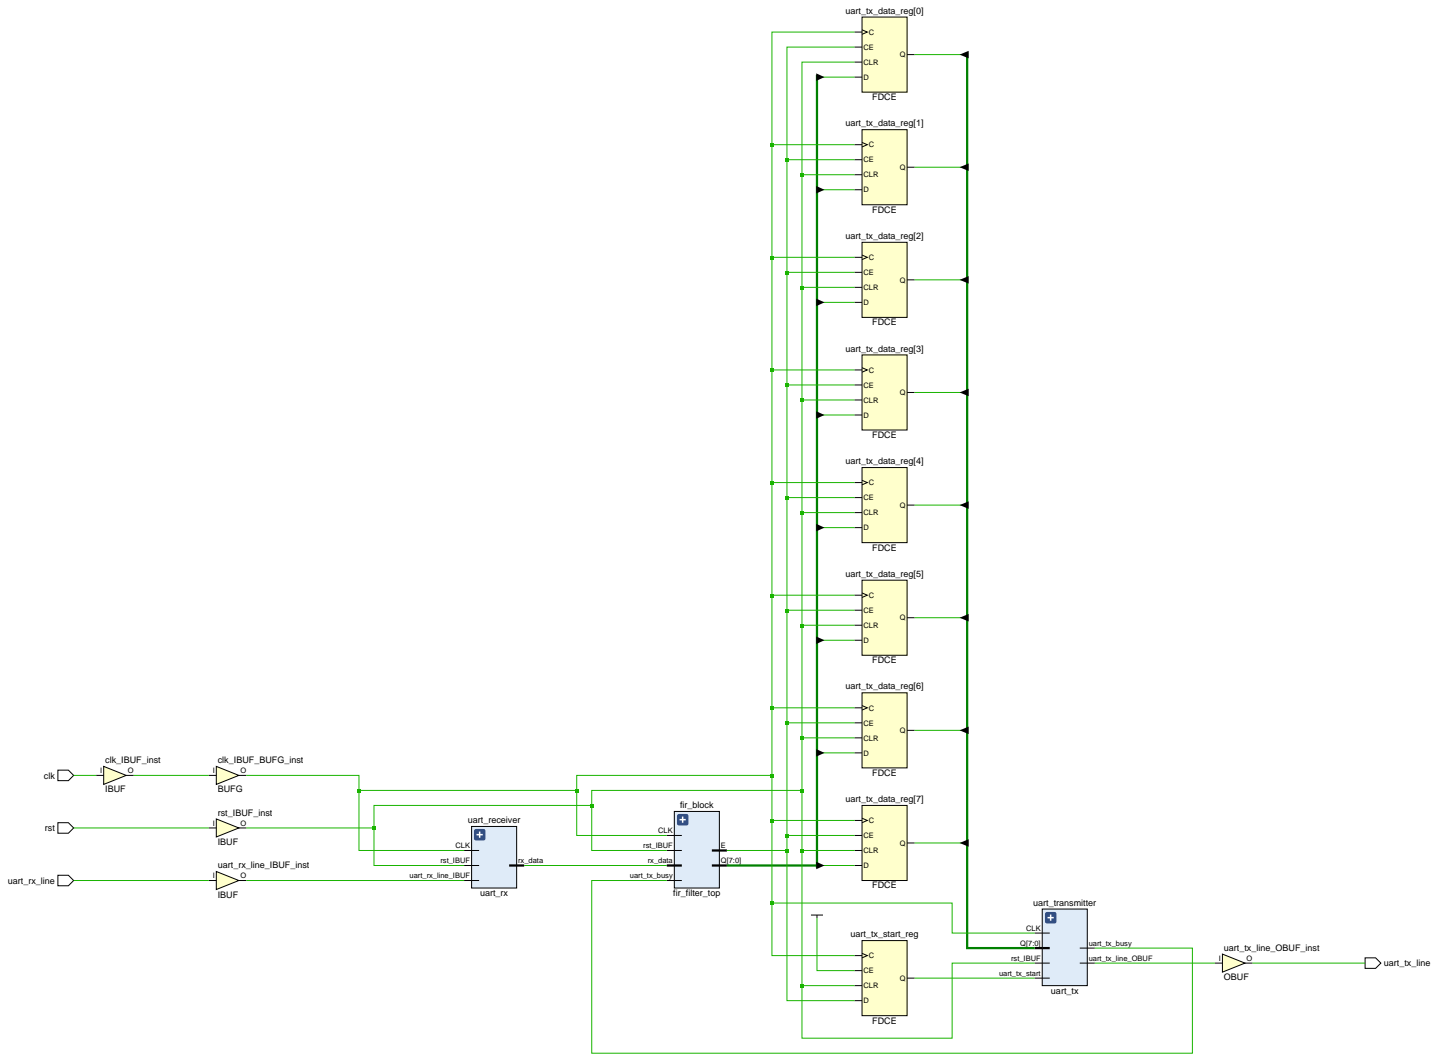 uart_tx_data_reg[0]
C
CE
CLR
D
Q
FDCE
uart_tx_data_reg[1]
C
CE
CLR
D
Q
FDCE
uart_tx_data_reg[2]
C
CE
CLR
D
Q
FDCE
uart_tx_data_reg[3]
C
CE
CLR
D
Q
FDCE
uart_tx_data_reg[4]
C
CE
CLR
D
Q
FDCE
uart_tx_data_reg[5]
C
CE
CLR
D
Q
FDCE
uart_tx_data_reg[6]
C
CE
CLR
D
Q
FDCE
clk
clk_IBUF_inst
I
O
IBUF
clk_IBUF_BUFG_inst
I
O
BUFG
rst
rst_IBUF_inst
I
O
IBUF
uart_rx_line
uart_rx_line_IBUF_inst
I
O
IBUF
uart_receiver
CLK
rst_IBUF
uart_rx_line_IBUF
rx_data
uart_rx
fir_block
CLK
rst_IBUF
rx_data
uart_tx_busy
E
Q[7:0]
fir_filter_top
uart_tx_data_reg[7]
C
CE
CLR
D
Q
FDCE
uart_tx_start_reg
C
CE
CLR
D
Q
FDCE
uart_transmitter
CLK
Q[7:0]
rst_IBUF
uart_tx_start
uart_tx_busy
uart_tx_line_OBUF
uart_tx
uart_tx_line_OBUF_inst
I
O
OBUF
uart_tx_line